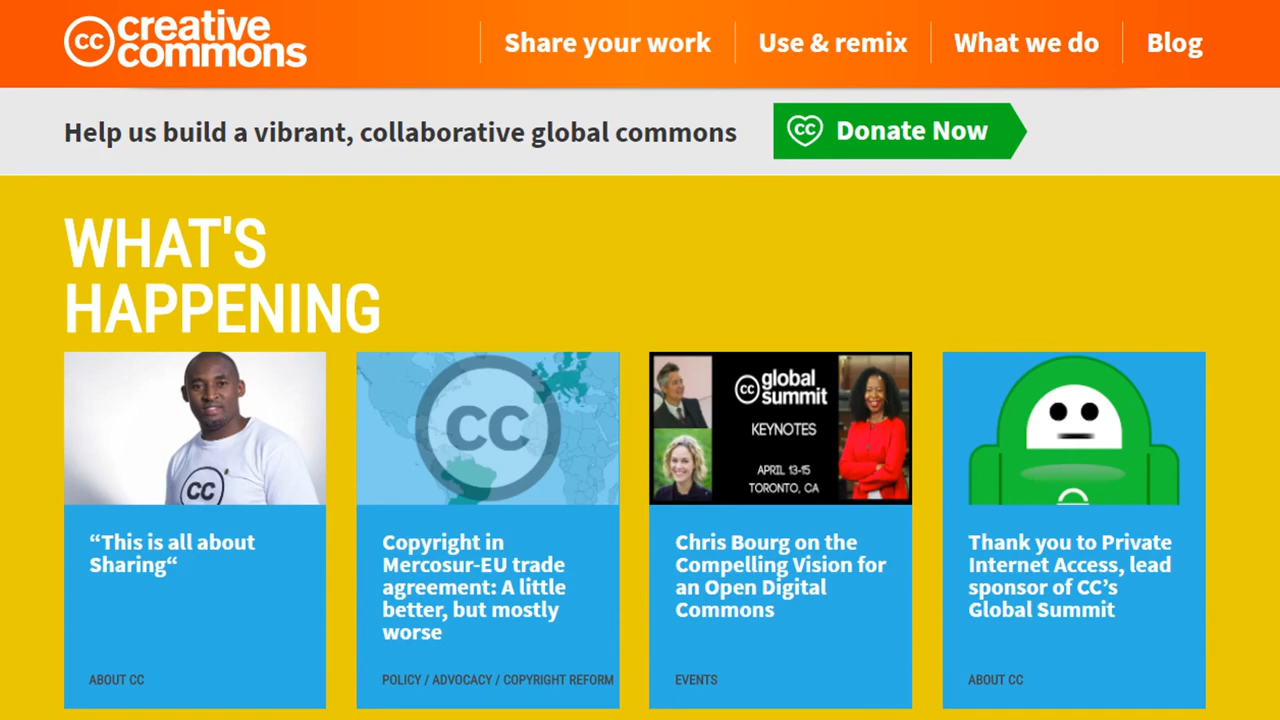 cc creative
commons
Share your work
Use & remix
What we do
Blog
Help us build a vibrant, collaborative global commons
cc Donate Now
WHAT'S
HAPPENING
cc
“This is all about
Sharing“
ABOUT CC
cc
Copyright in
Mercosur-EU trade
agreement: A little
better, but mostly
worse
POLICY / ADVOCACY / COPYRIGHT REFORM
cc global
summit
KEYNOTES
APRIL 13-15
TORONTO, CA
Chris Bourg on the
Compelling Vision for
an Open Digital
Commons
EVENTS
Thank you to Private
Internet Access, lead
sponsor of CC’s
Global Summit
ABOUT CC